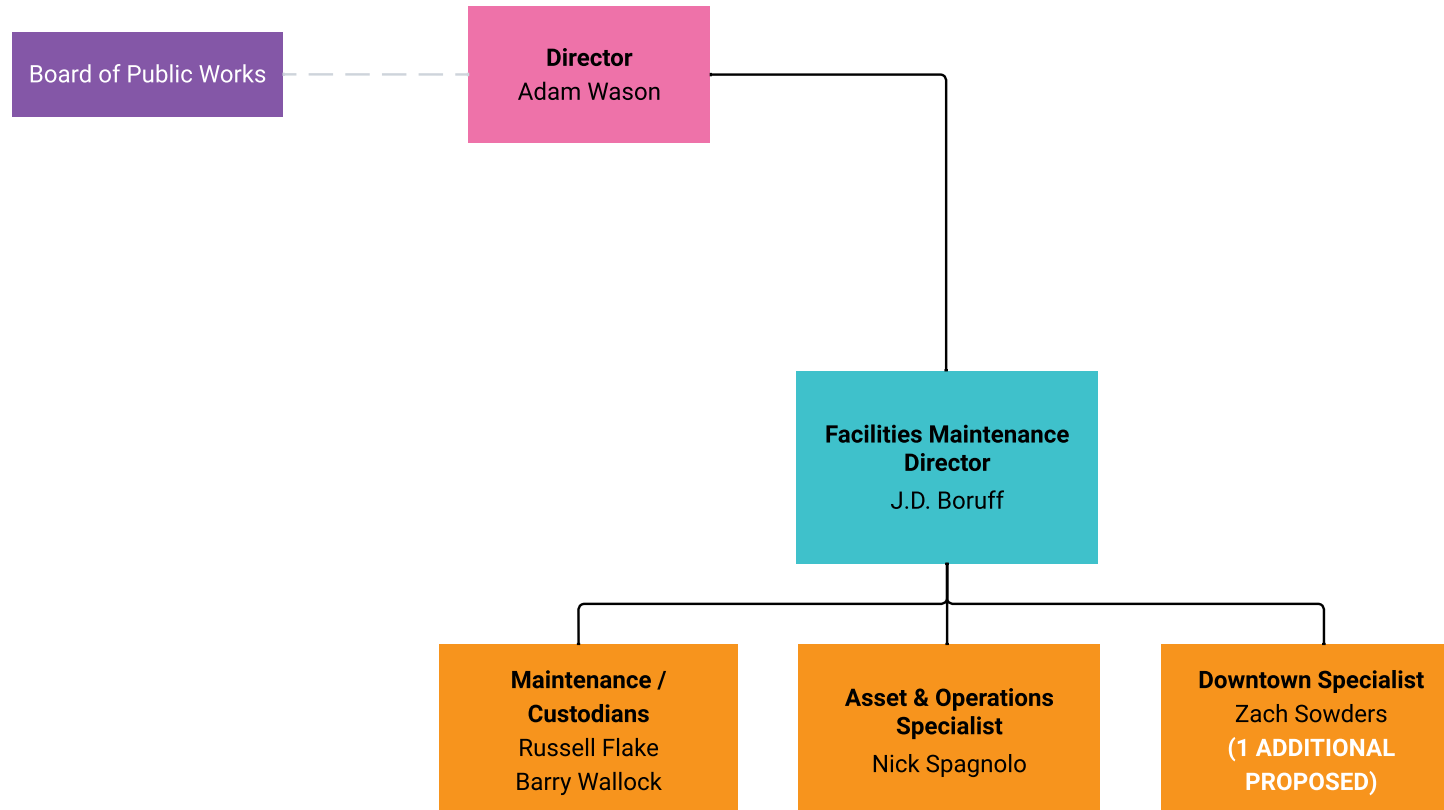 Board of Public Works
Director
Adam Wason
Facilities Maintenance
Director
J.D. Boruff
Maintenance /
Custodians
Russell Flake
Barry Wallock
Asset & Operations
Specialist
Nick Spagnolo
Downtown Specialist
Zach Sowders
(1 ADDITIONAL
PROPOSED)